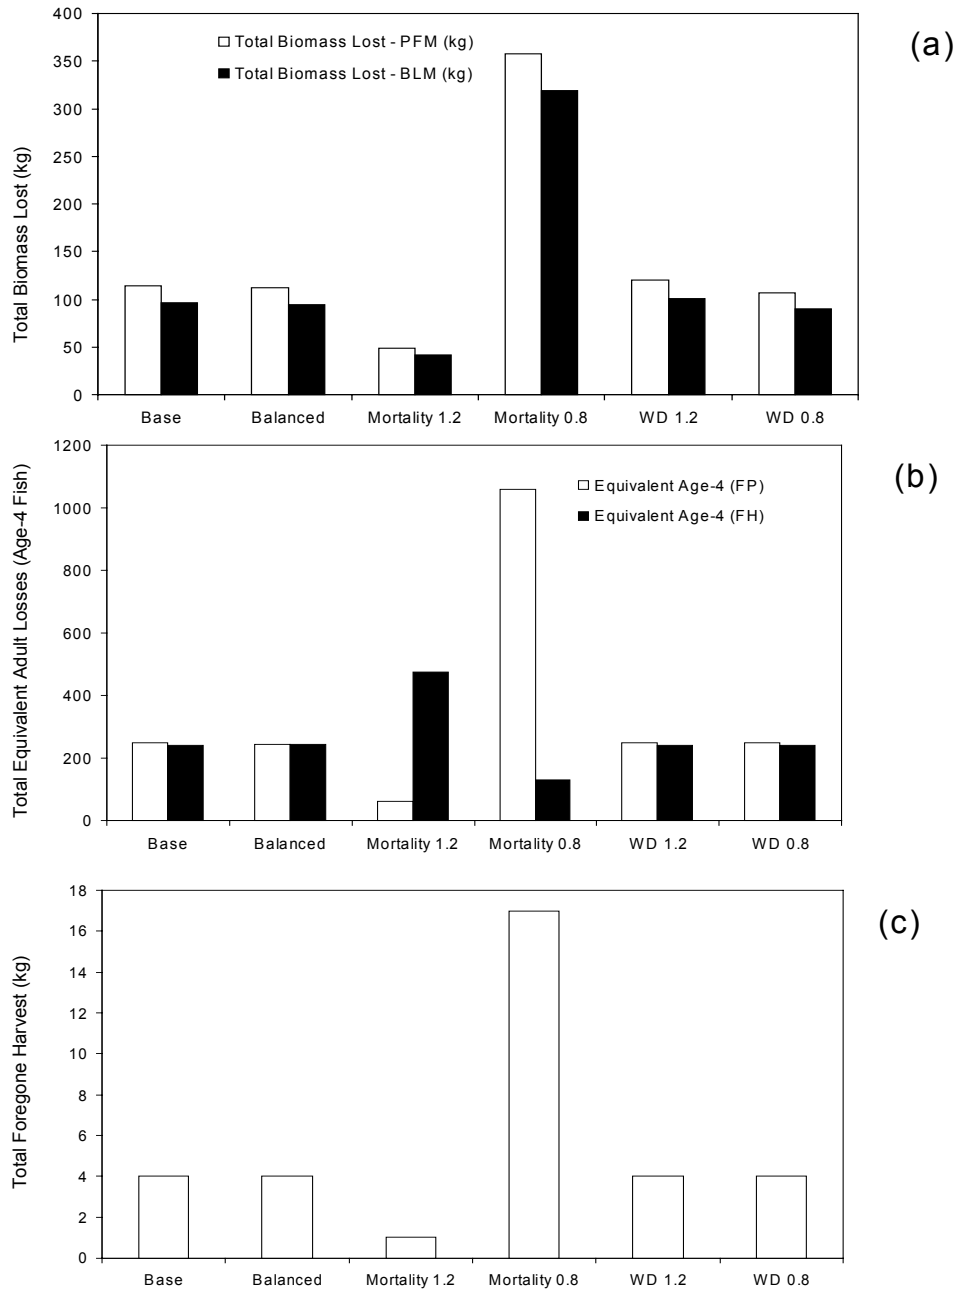 (a)
Total Biomass Lost (kg)
400
350
300
250
200
150
100
50
0
Total Biomass Lost - PFM (kg)
Total Biomass Lost - BLM (kg)
Base Balanced Mortality 1.2 Mortality 0.8 WD 1.2 WD 0.8
(b)
Total Equivalent Adult Losses (Age-4 Fish)
1200
1000
800
600
400
200
0
Equivalent Age-4 (FP)
Equivalent Age-4 (FH)
Base Balanced Mortality 1.2 Mortality 0.8 WD 1.2 WD 0.8
(c)
Total Foregone Harvest (kg)
18
16
14
12
10
8
6
4
2
0
Base Balanced Mortality 1.2 Mortality 0.8 WD 1.2 WD 0.8